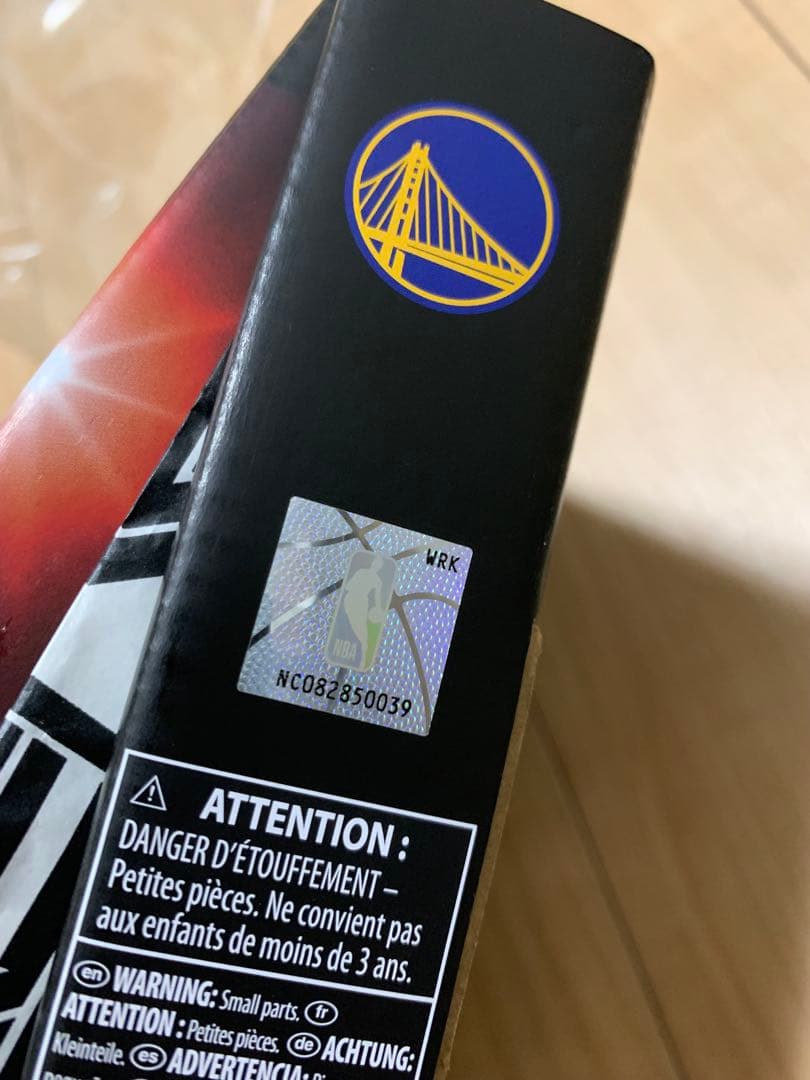 WRK
NBA
NC082850039
ATTENTION :
DANGER D'ÉTOUFFEMENT –
Petites pièces. Ne convient pas
aux enfants de moins de 3 ans.
en WARNING: Small parts. fr
ATTENTION : Petites pièces. de ACHTUNG:
Kleinteile. es ADVERTENCIA: